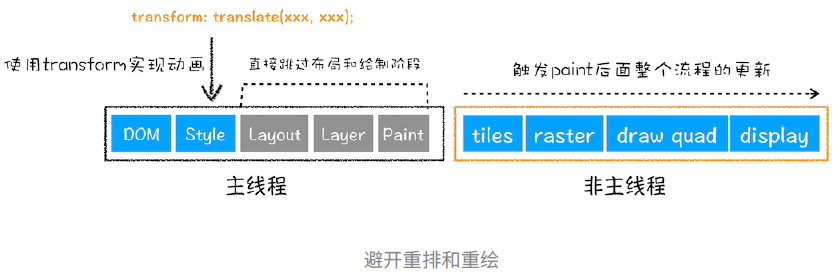 transform: translate(xxx, xxx);
使用transform实现动画
直接跳过布局和绘制阶段
触发paint后面整个流程的更新
DOM Style Layout Layer Paint tiles raster draw quad display
主线程 非主线程
避开重排和重绘